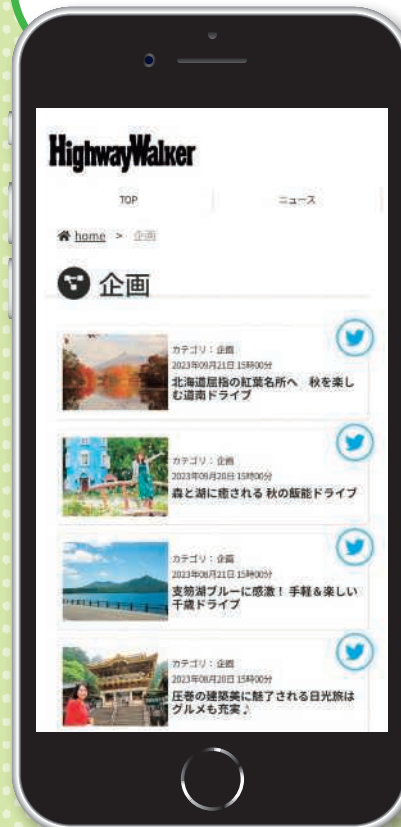 HighwayWalker
TOP ニュース
home > 企画
企画
カテゴリ：企画
2023年09月21日 15時00分
北海道屈指の紅葉名所へ　秋を楽し
む道南ドライブ
カテゴリ：企画
2023年09月20日 15時00分
森と湖に癒される 秋の飯能ドライブ
カテゴリ：企画
2023年08月21日 15時00分
支笏湖ブルーに感激！ 手軽＆楽しい
千歳ドライブ
カテゴリ：企画
2023年08月20日 15時00分
圧巻の建築美に魅了される日光旅は
グルメも充実♪